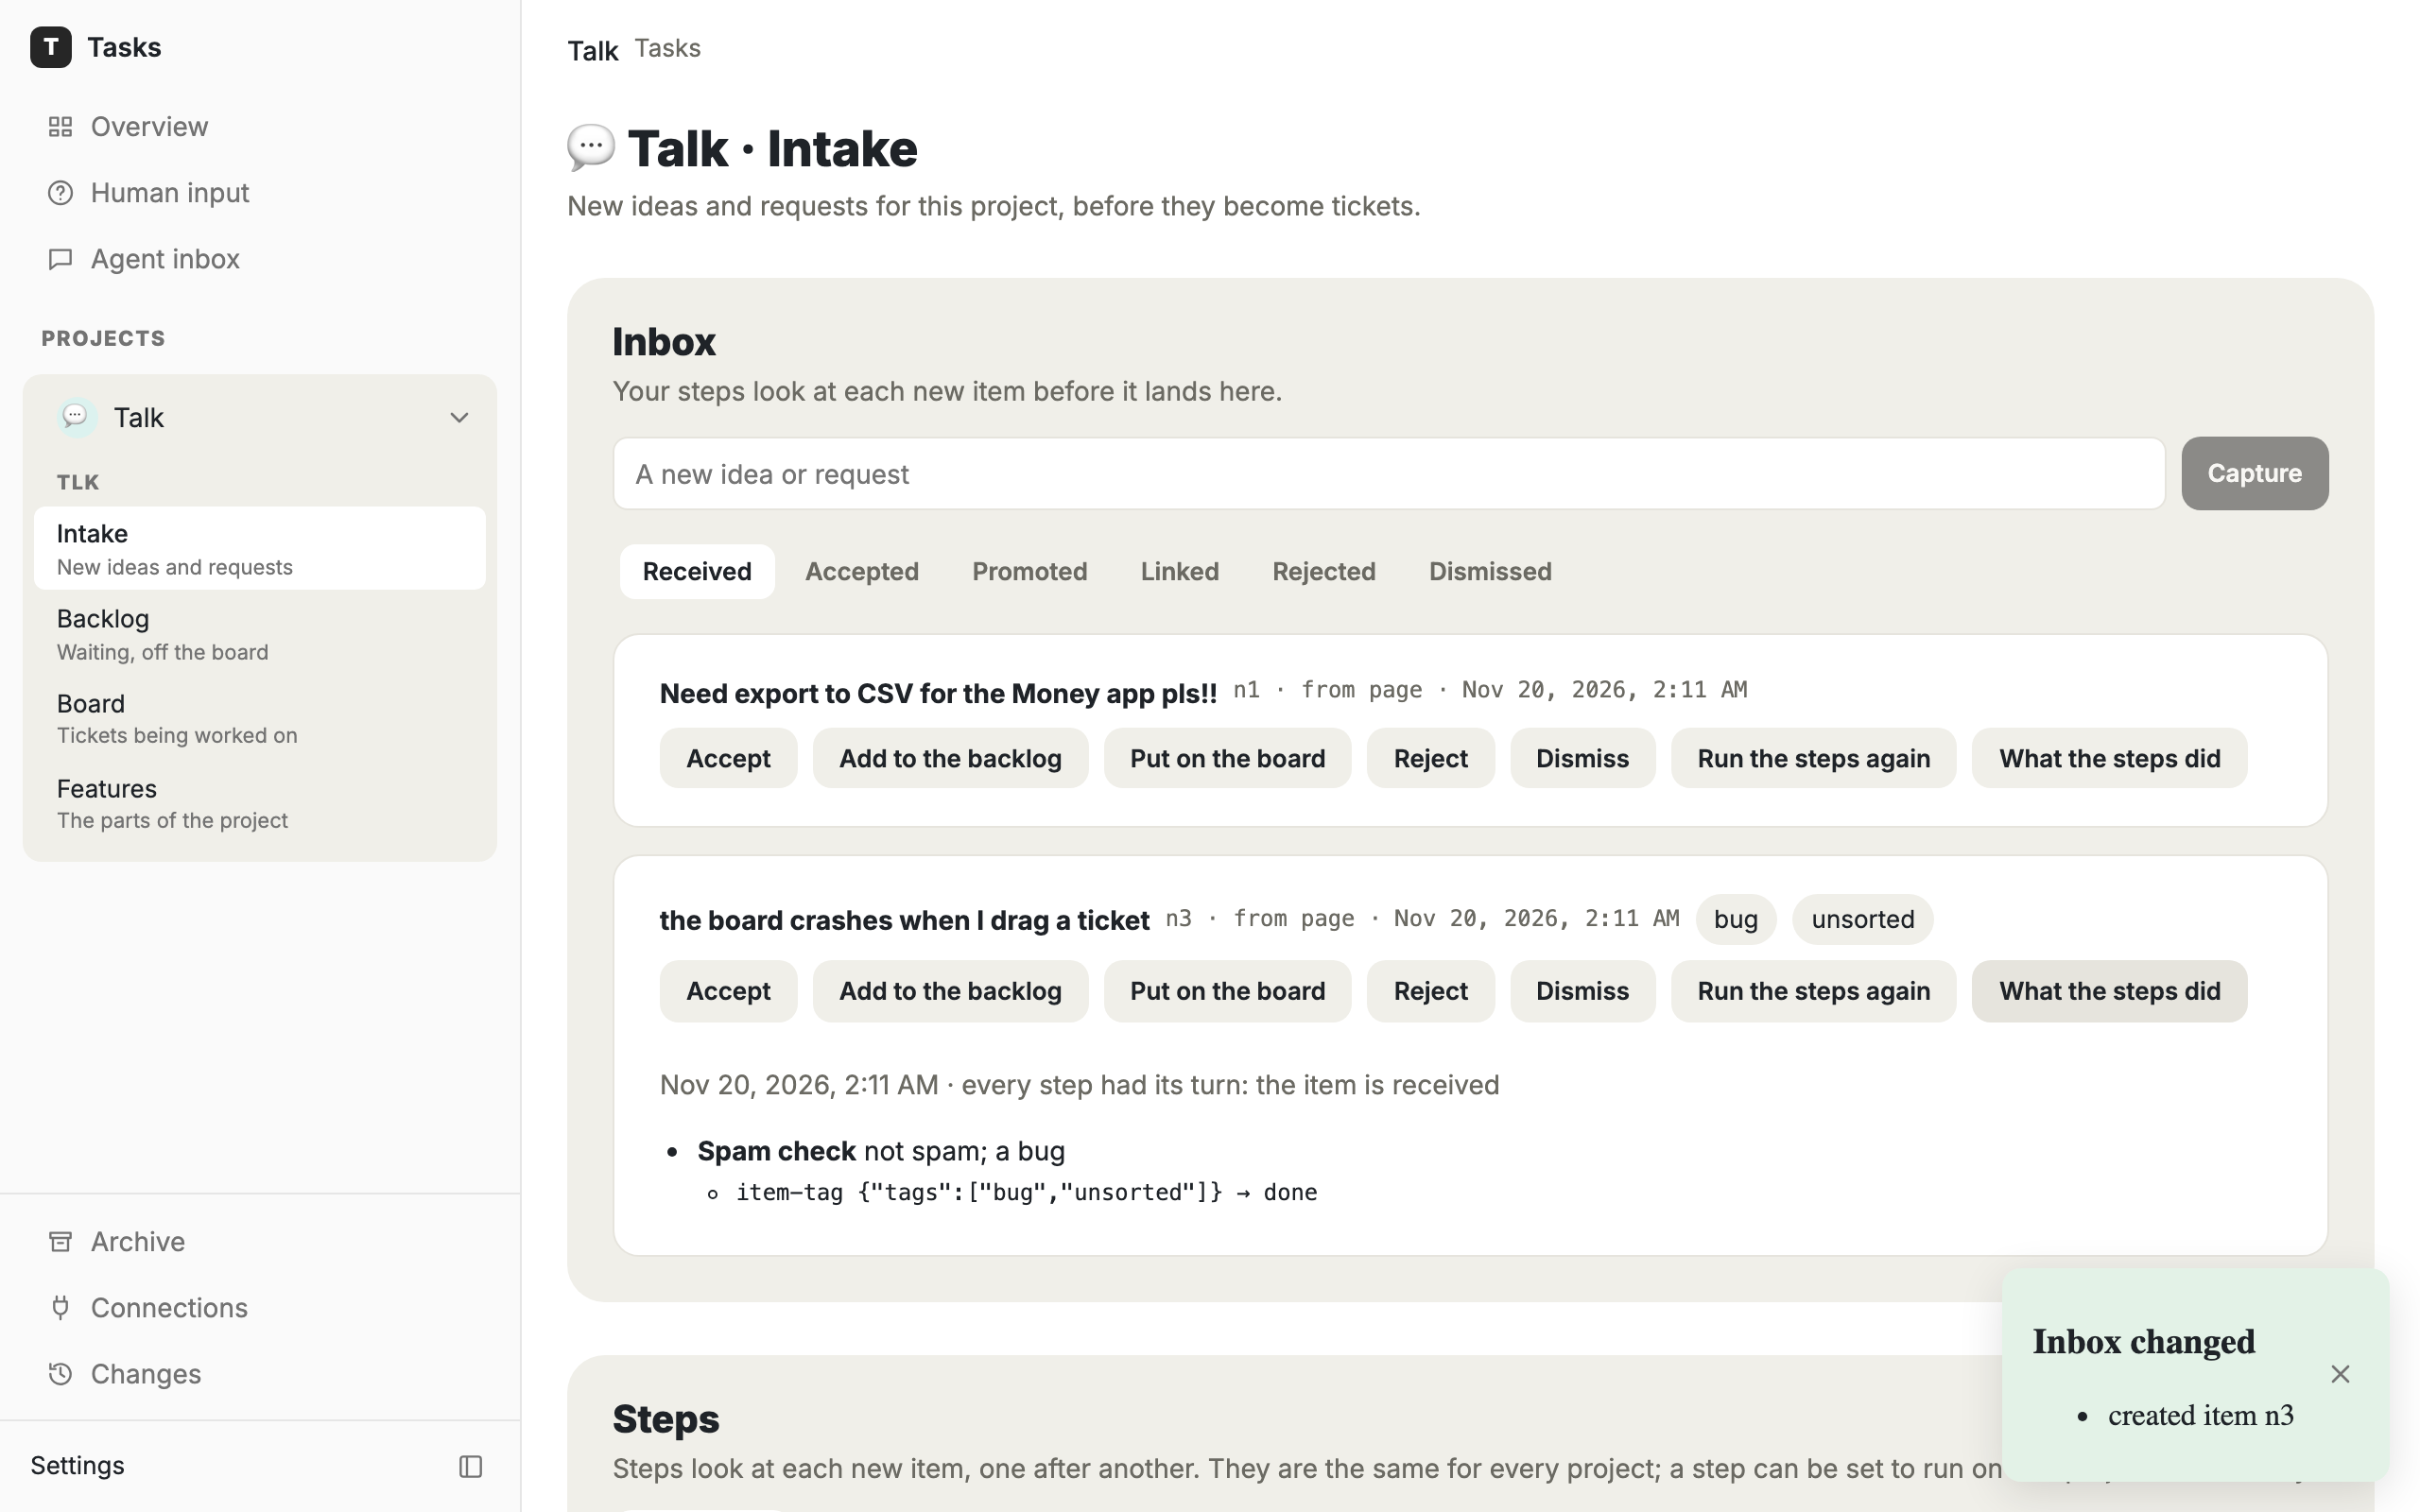 T Tasks
Overview
Human input
Agent inbox
PROJECTS
Talk
TLK
Intake
New ideas and requests
Backlog
Waiting, off the board
Board
Tickets being worked on
Features
The parts of the project
Archive
Connections
Changes
Settings
Talk Tasks
Talk · Intake
New ideas and requests for this project, before they become tickets.
Inbox
Your steps look at each new item before it lands here.
A new idea or request Capture
Received Accepted Promoted Linked Rejected Dismissed
Need export to CSV for the Money app pls!! n1 · from page · Nov 20, 2026, 2:11 AM
Accept Add to the backlog Put on the board Reject Dismiss Run the steps again What the steps did
the board crashes when I drag a ticket n3 · from page · Nov 20, 2026, 2:11 AM bug unsorted
Accept Add to the backlog Put on the board Reject Dismiss Run the steps again What the steps did
Nov 20, 2026, 2:11 AM · every step had its turn: the item is received
• Spam check not spam; a bug
◦ item-tag {"tags":["bug","unsorted"]} → done
Steps
Steps look at each new item, one after another. They are the same for every project; a step can be set to run on
Inbox changed
• created item n3